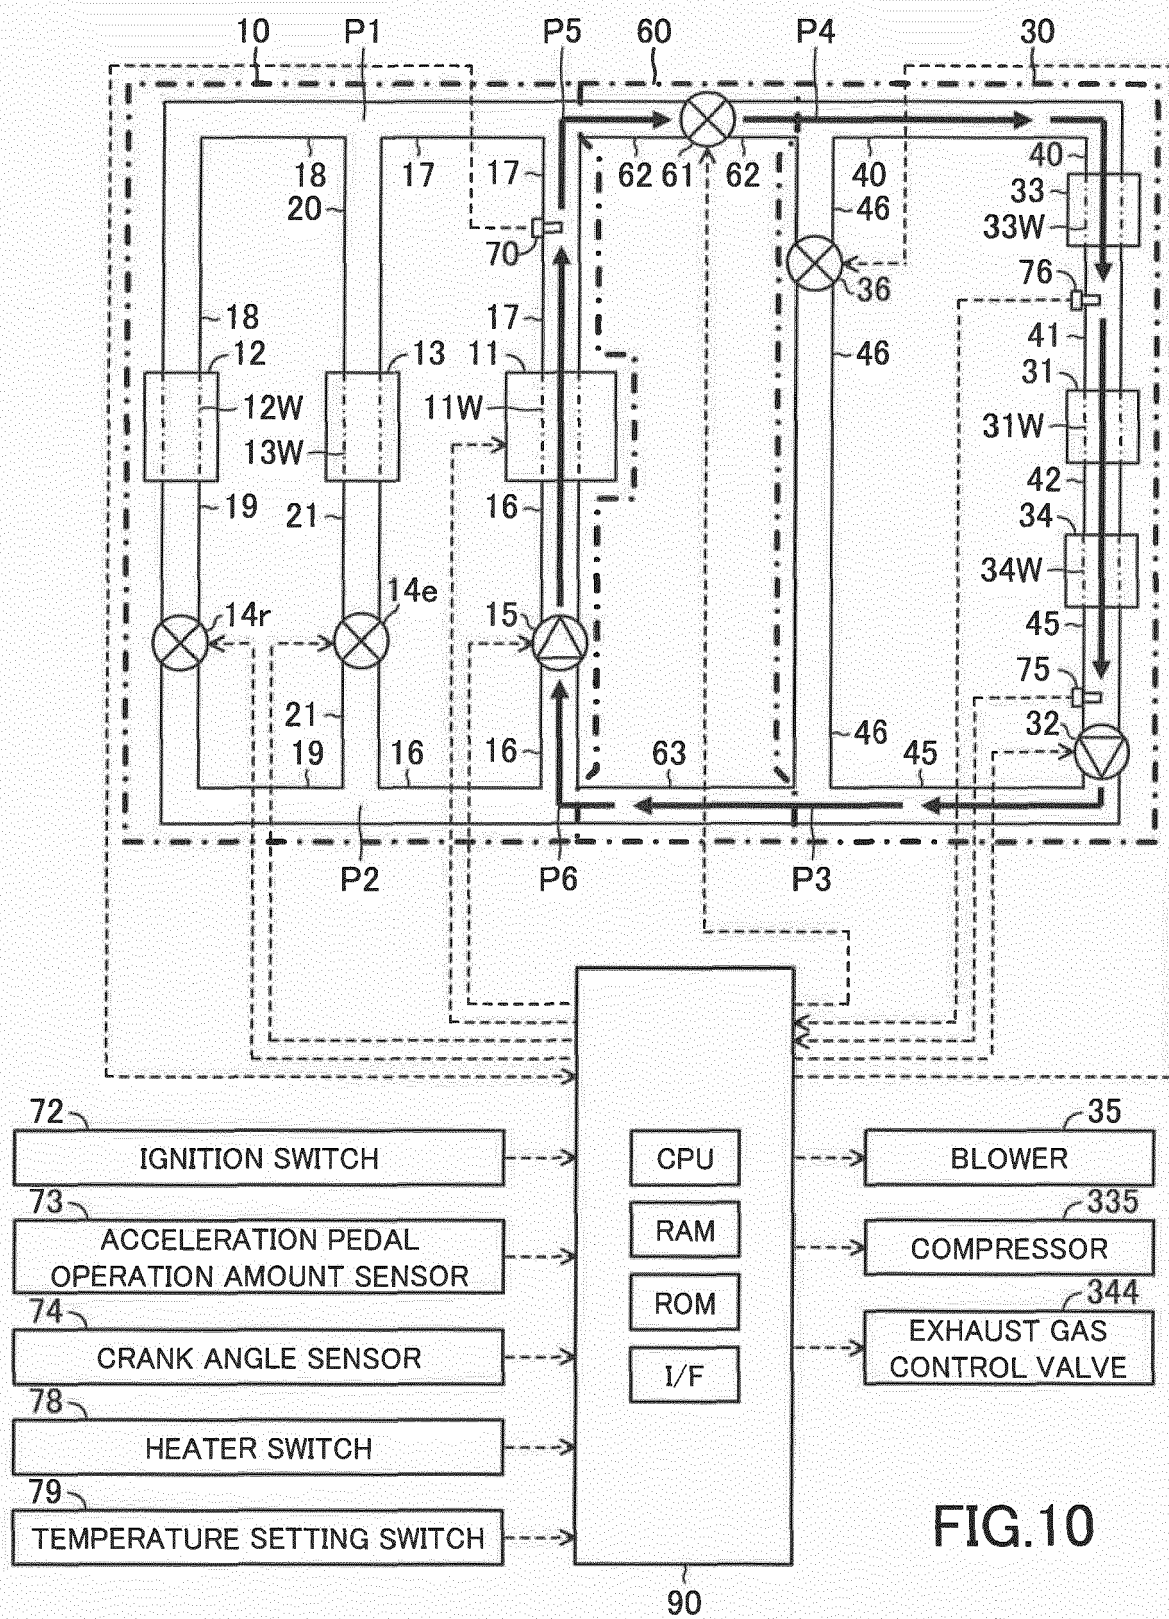 10 P1 P5 60 P4 30
18 17 62 61 62 40 40
18 17 17 33
20 46 33W
70 36 76
18 17 41
12 13 11 46 31
12W 11W 31W
13W 42
19 21 16 34
34W
14r 14e 15 45
75
21 32
19 16 16 63 46 45
P2 P6 P3
72 35
IGNITION SWITCH CPU BLOWER
73 335
ACCELERATION PEDAL RAM COMPRESSOR
OPERATION AMOUNT SENSOR
74 ROM 344
CRANK ANGLE SENSOR EXHAUST GAS
I/F CONTROL VALVE
78
HEATER SWITCH
79
TEMPERATURE SETTING SWITCH
FIG.10
90